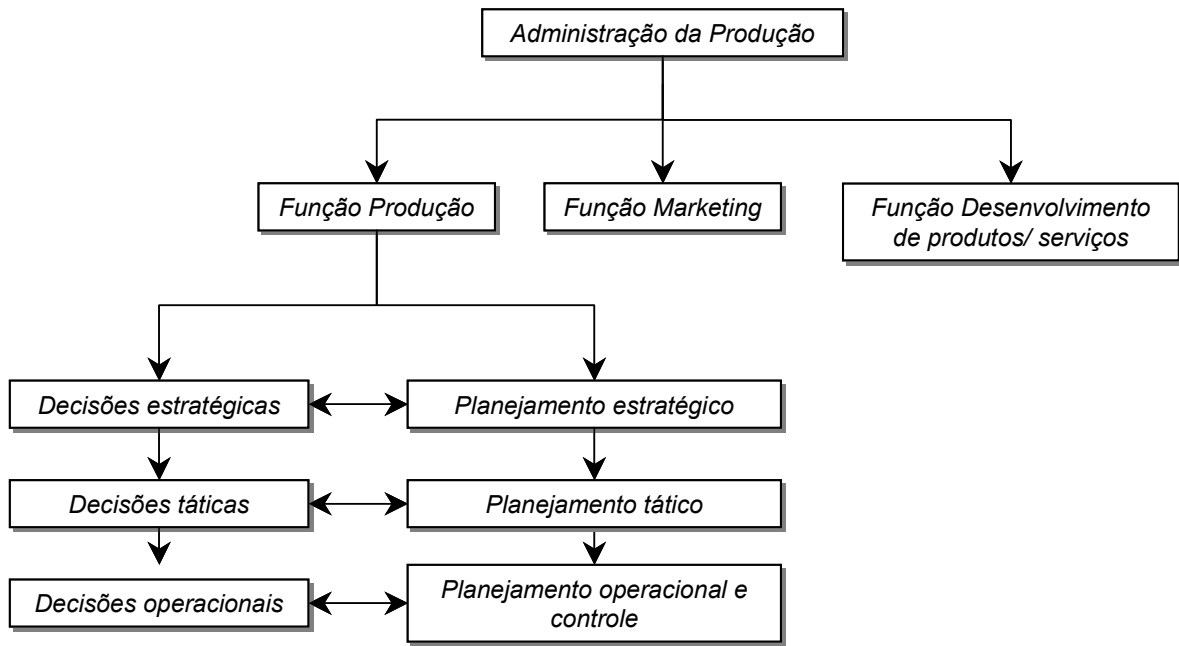 Administração da Produção
Função Produção
Função Marketing
Função Desenvolvimento
de produtos/ serviços
Decisões estratégicas
Planejamento estratégico
Decisões táticas
Planejamento tático
Decisões operacionais
Planejamento operacional e
controle